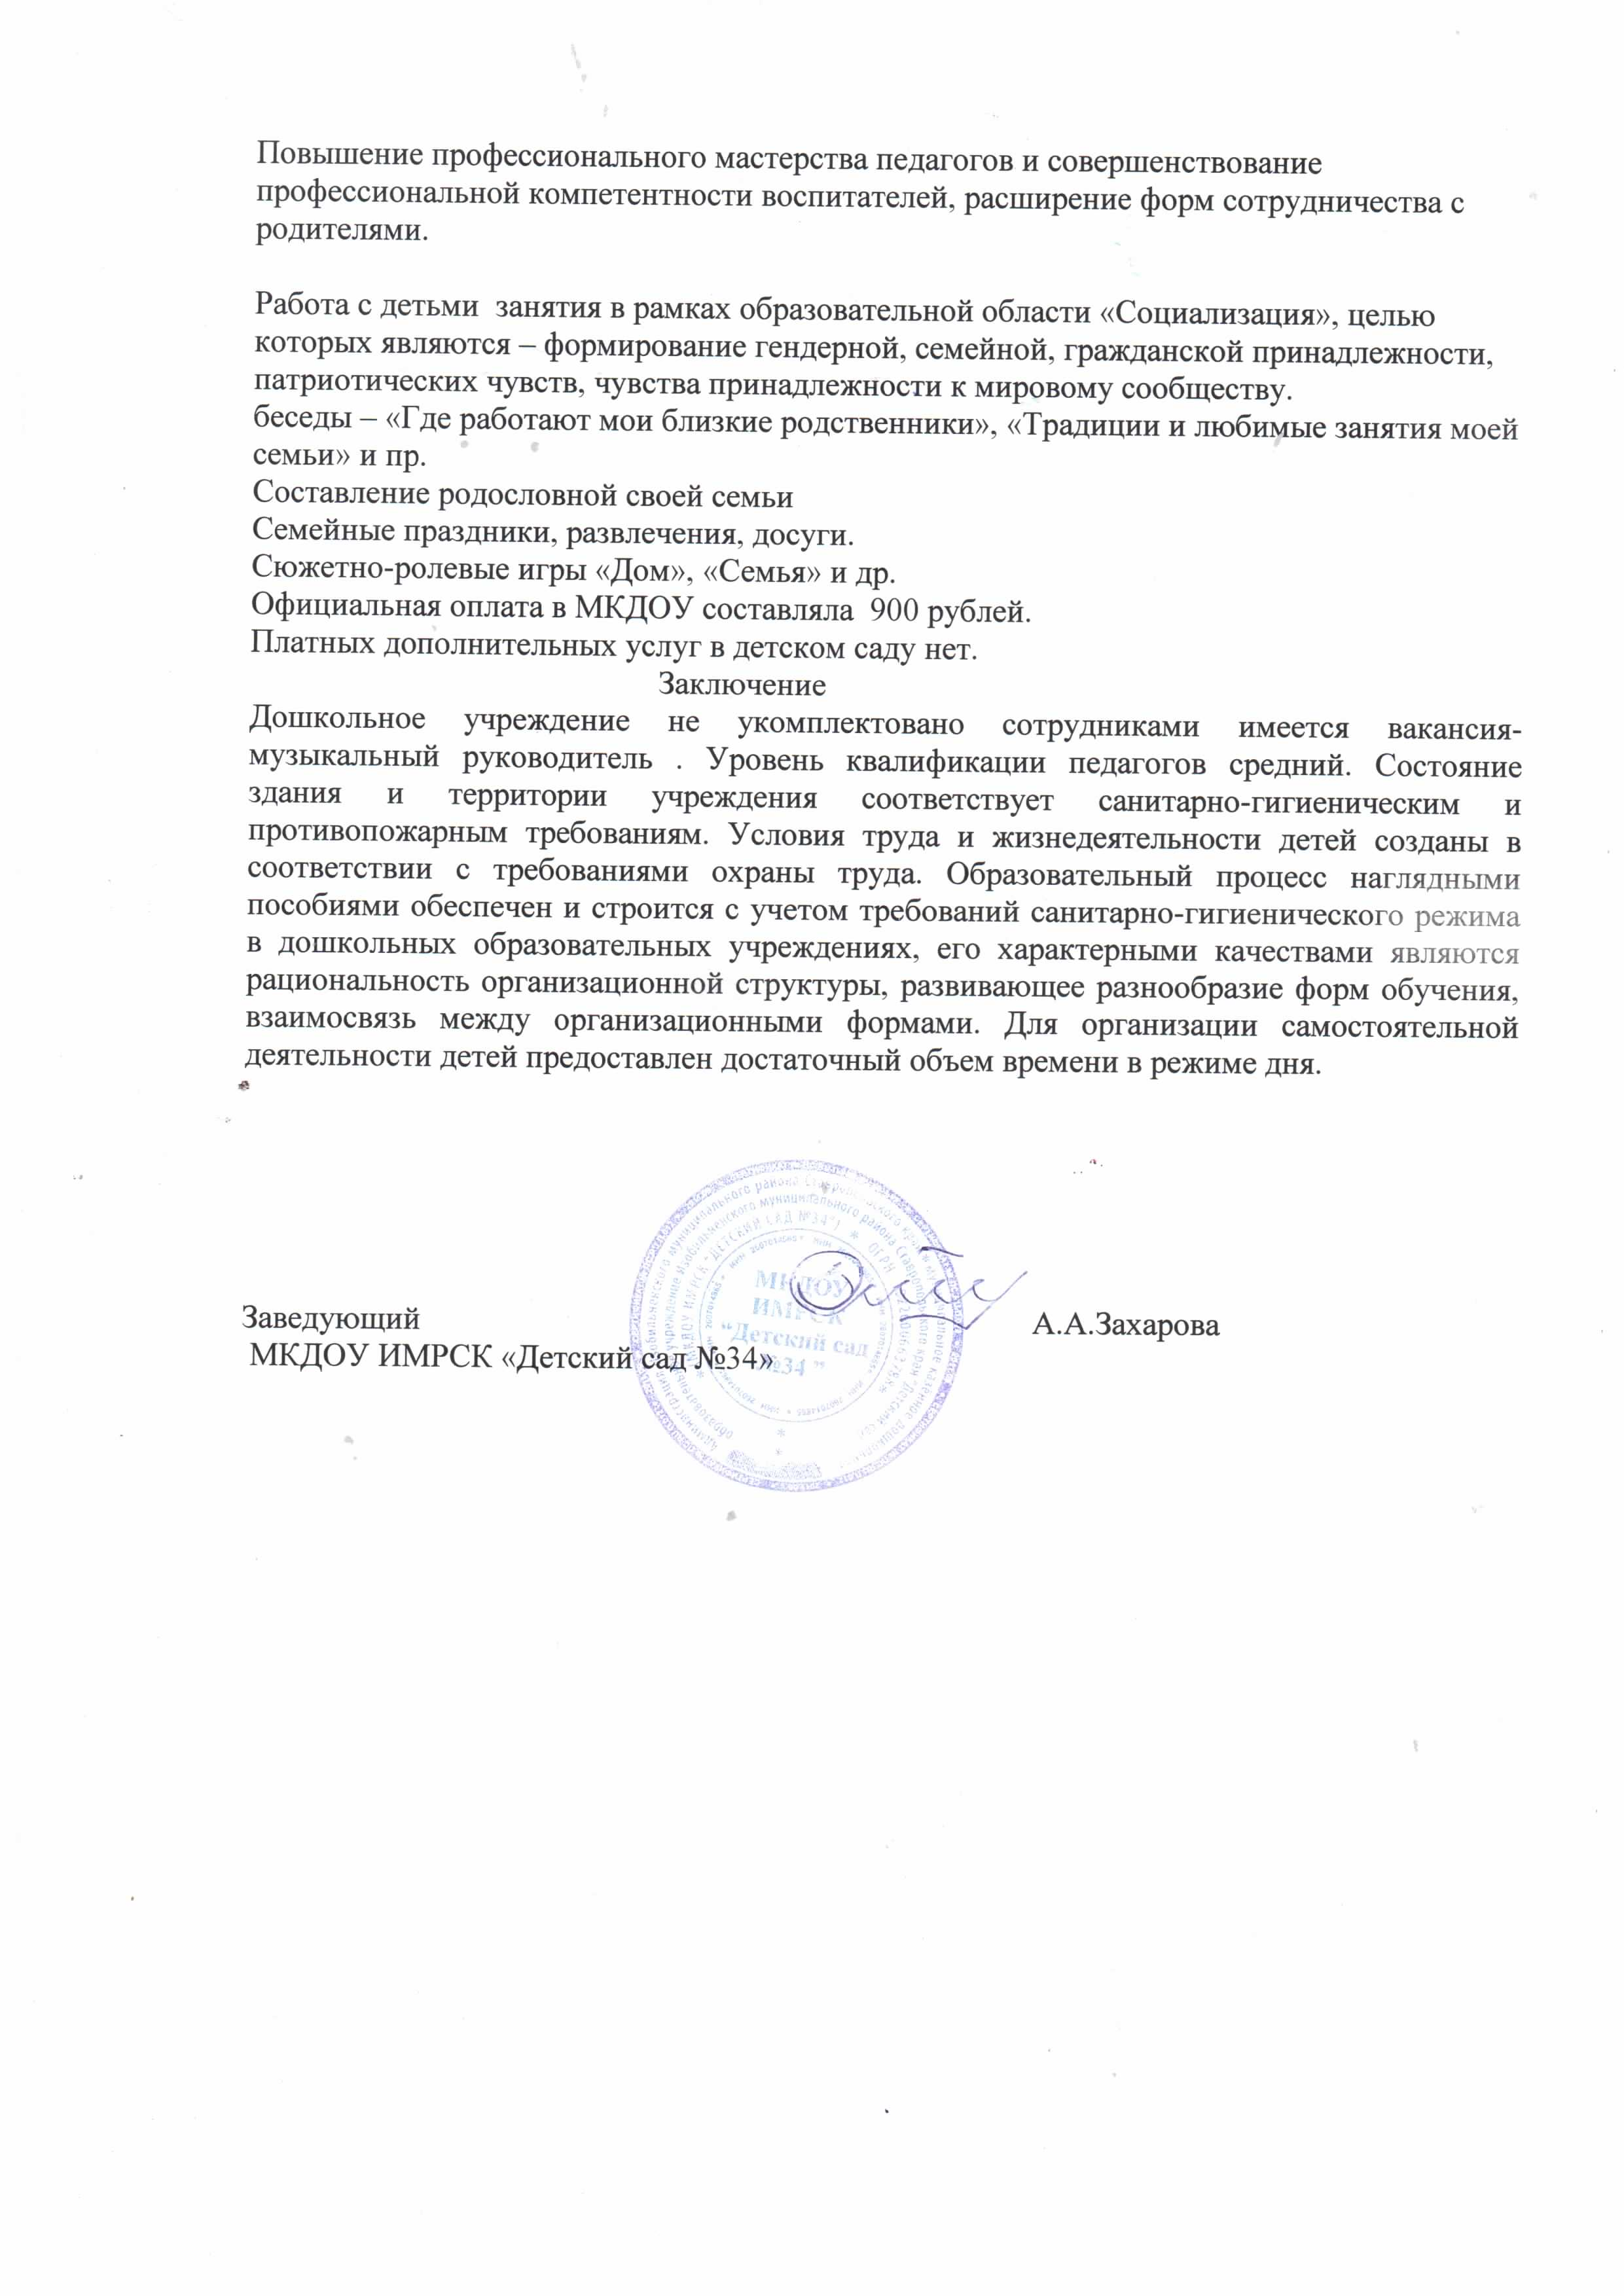 Повышение профессионального мастерства педагогов и совершенствование
профессиональной компетентности воспитателей, расширение форм сотрудничества с
родителями.
Работа с детьми занятия в рамках образовательной области «Социализация», целью
которых являются – формирование гендерной, семейной, гражданской принадлежности,
патриотических чувств, чувства принадлежности к мировому сообществу.
беседы – «Где работают мои близкие родственники», «Традиции и любимые занятия моей
семьи» и пр.
Составление родословной своей семьи
Семейные праздники, развлечения, досуги.
Сюжетно-ролевые игры «Дом», «Семья» и др.
Официальная оплата в МКДОУ составляла 900 рублей.
Платных дополнительных услуг в детском саду нет.
Заключение
Дошкольное учреждение не укомплектовано сотрудниками имеется вакансия-
музыкальный руководитель . Уровень квалификации педагогов средний. Состояние
здания и территории учреждения соответствует санитарно-гигиеническим и
противопожарным требованиям. Условия труда и жизнедеятельности детей созданы в
соответствии с требованиями охраны труда. Образовательный процесс наглядными
пособиями обеспечен и строится с учетом требований санитарно-гигиенического режима
в дошкольных образовательных учреждениях, его характерными качествами являются
рациональность организационной структуры, развивающее разнообразие форм обучения,
взаимосвязь между организационными формами. Для организации самостоятельной
деятельности детей предоставлен достаточный объем времени в режиме дня.
Заведующий А.А.Захарова
МКДОУ ИМРСК «Детский сад №34»
МКДОУ
ИМРСК
“Детский сад
№34”